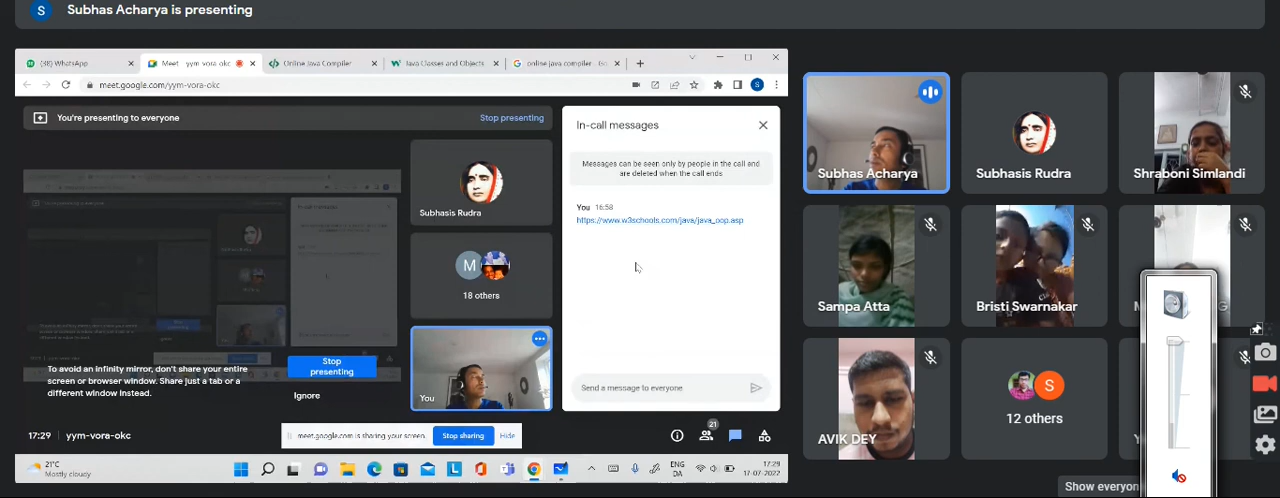 S Subhas Acharya is presenting
(38) WhatsApp
Meet - yym-vora-okc
Online Java Compiler
Java Classes and Objects
online java compiler - Go
meet.google.com/yym-vora-okc
You're presenting to everyone
Stop presenting
In-call messages
Messages can be seen only by people in the call and
are deleted when the call ends
You 16:58
https://www.w3schools.com/java/java_oop.asp
Subhasis Rudra
M
18 others
You
To avoid an infinity mirror, don't share your entire
screen or browser window. Share just a tab or a
different window instead.
Stop
presenting
Ignore
Send a message to everyone
17:29 yym-vora-okc
meet.google.com is sharing your screen.
Stop sharing
Hide
21
21°C
Mostly cloudy
ENG
DA
17:29
17-07-2022
Subhas Acharya
Subhasis Rudra
Shraboni Simlandi
Sampa Atta
Bristi Swarnakar
AVIK DEY
S
12 others
Show everyon